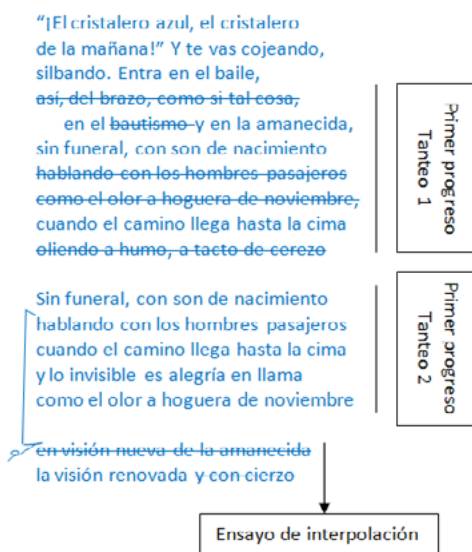 “¡El cristalero azul, el cristalero
de la mañana!” Y te vas cojeando,
silbando. Entra en el baile,
así, del brazo, como si tal cosa,
en el bautismo y en la amanecida,
sin funeral, con son de nacimiento
hablando con los hombres pasajeros
como el olor a hoguera de noviembre,
cuando el camino llega hasta la cima
oliendo a humo, a tacto de cerezo
Primer progreso
Tanteo 1
Sin funeral, con son de nacimiento
hablando con los hombres pasajeros
cuando el camino llega hasta la cima
y lo invisible es alegría en llama
como el olor a hoguera de noviembre
Primer progreso
Tanteo 2
en visión nueva de la amanecida
la visión renovada y con cierzo
Ensayo de interpolación